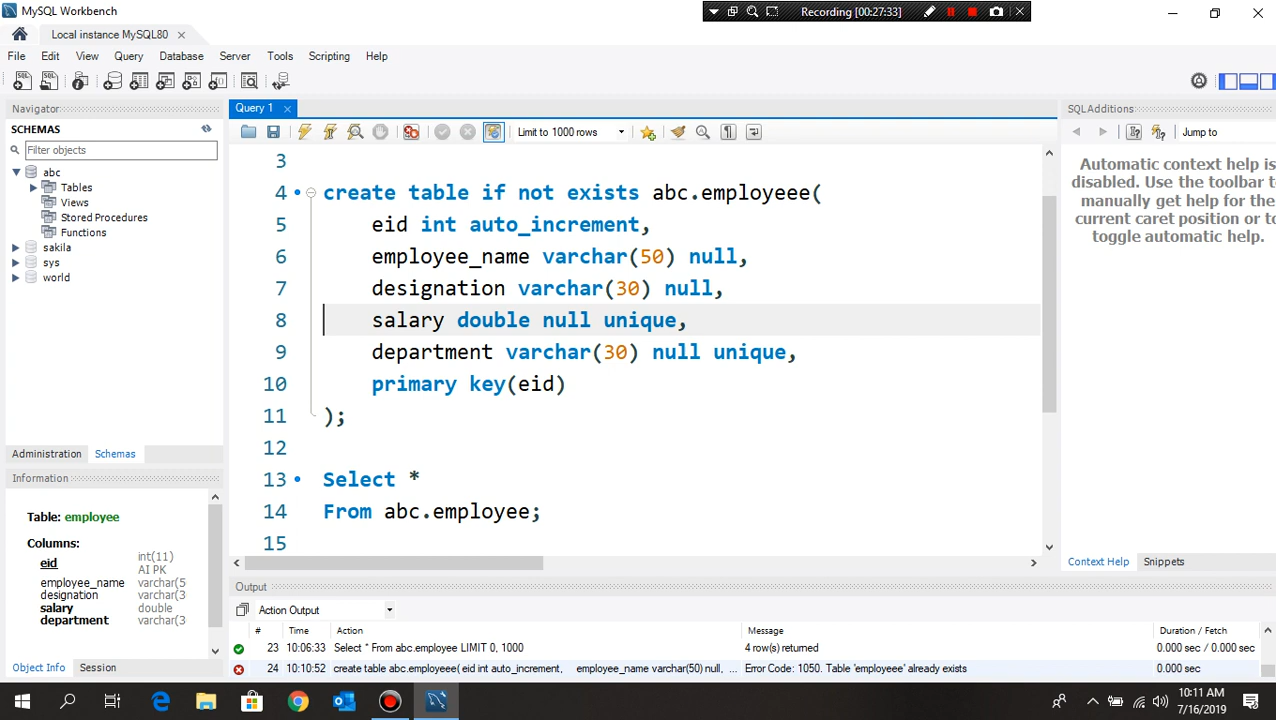 MySQL Workbench
Recording [00:27:33]
Local instance MySQL80
File Edit View Query Database Server Tools Scripting Help
Navigator
SCHEMAS
Filter objects
abc
Tables
Views
Stored Procedures
Functions
sakila
sys
world
Administration Schemas
Information
Table: employee
Columns:
eid int(11)
AI PK
employee_name varchar(5
designation varchar(3
salary double
department varchar(3
Object Info Session
Query 1
Limit to 1000 rows
3
4 create table if not exists abc.employeee(
5 eid int auto_increment,
6 employee_name varchar(50) null,
7 designation varchar(30) null,
8 salary double null unique,
9 department varchar(30) null unique,
10 primary key(eid)
11 );
12
13 Select *
14 From abc.employee;
15
SQLAdditions
Jump to
Automatic context help is
disabled. Use the toolbar to
manually get help for the
current caret position or to
toggle automatic help.
Context Help Snippets
Output
Action Output
# Time Action Message Duration / Fetch
23 10:06:33 Select * From abc.employee LIMIT 0, 1000 4 row(s) returned 0.000 sec / 0.000 sec
24 10:10:52 create table abc.employeee( eid int auto_increment, employee_name varchar(50) null, ... Error Code: 1050. Table 'employeee' already exists 0.000 sec
10:11 AM
7/16/2019